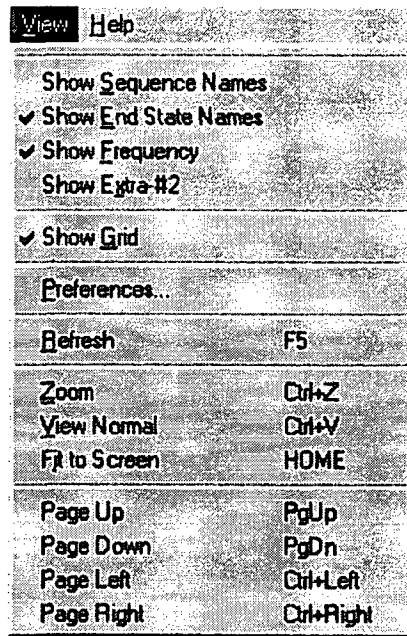 View Help
Show Sequence Names
✔ Show End State Names
✔ Show Frequency
Show Extra-#2
✔ Show Grid
Preferences...
Refresh F5
Zoom Ctrl+Z
View Normal Ctrl+V
Fit to Screen HOME
Page Up PgUp
Page Down PgDn
Page Left Ctrl+Left
Page Right Ctrl+Right